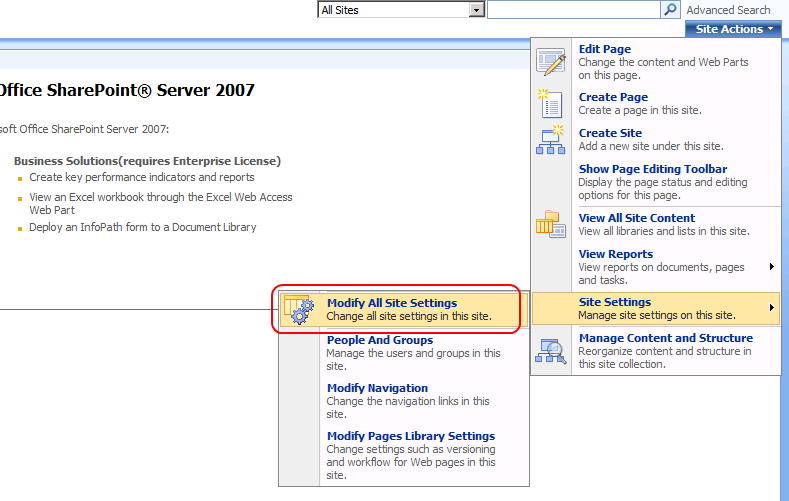 All Sites
Advanced Search
Site Actions
Office SharePoint® Server 2007
soft Office SharePoint Server 2007:
Business Solutions(requires Enterprise License)
Create key performance indicators and reports
View an Excel workbook through the Excel Web Access
Web Part
Deploy an InfoPath form to a Document Library
Edit Page
Change the content and Web Parts
on this page.
Create Page
Create a page in this site.
Create Site
Add a new site under this site.
Show Page Editing Toolbar
Display the page status and editing
options for this page.
View All Site Content
View all libraries and lists in this site.
View Reports
View reports on documents, pages
and tasks.
Site Settings
Manage site settings on this site.
Manage Content and Structure
Reorganize content and structure in
this site collection.
Modify All Site Settings
Change all site settings in this site.
People And Groups
Manage the users and groups in this
site.
Modify Navigation
Change the navigation links in this
site.
Modify Pages Library Settings
Change settings such as versioning
and workflow for Web pages in this
site.